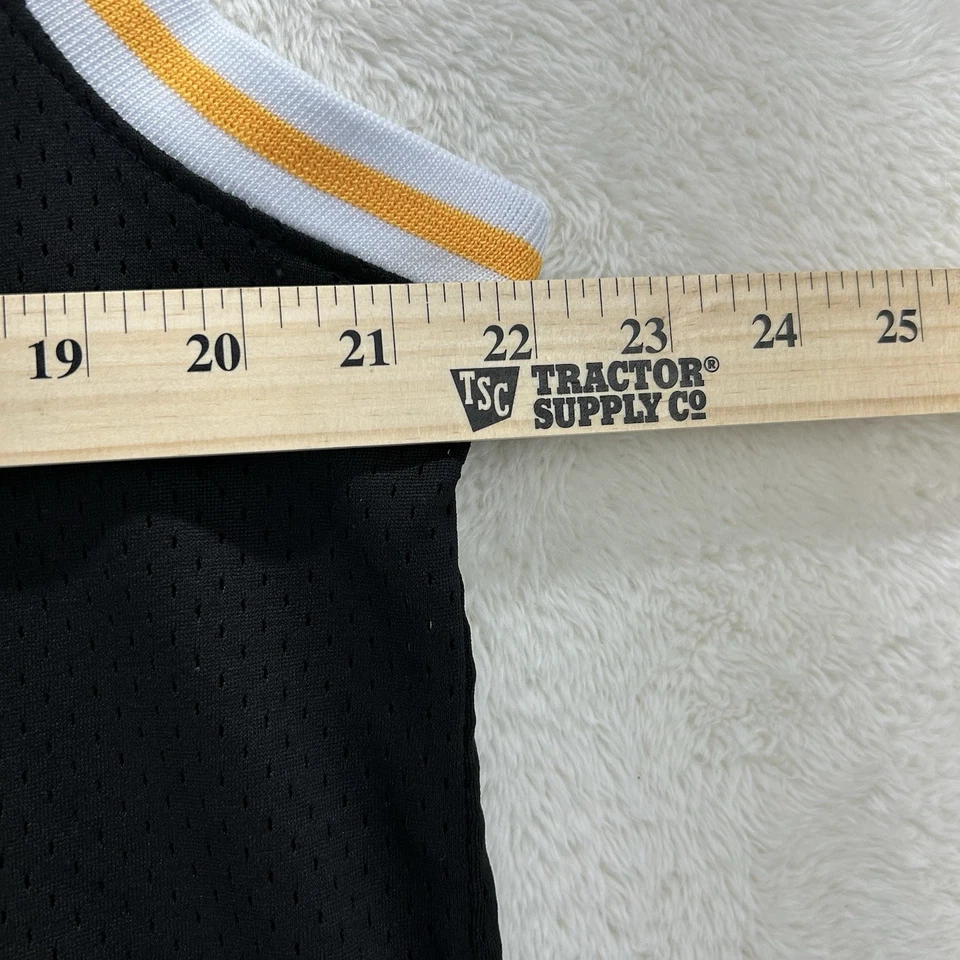 19 20 21 22 23 24 25
TSC TRACTOR®
SUPPLY Co